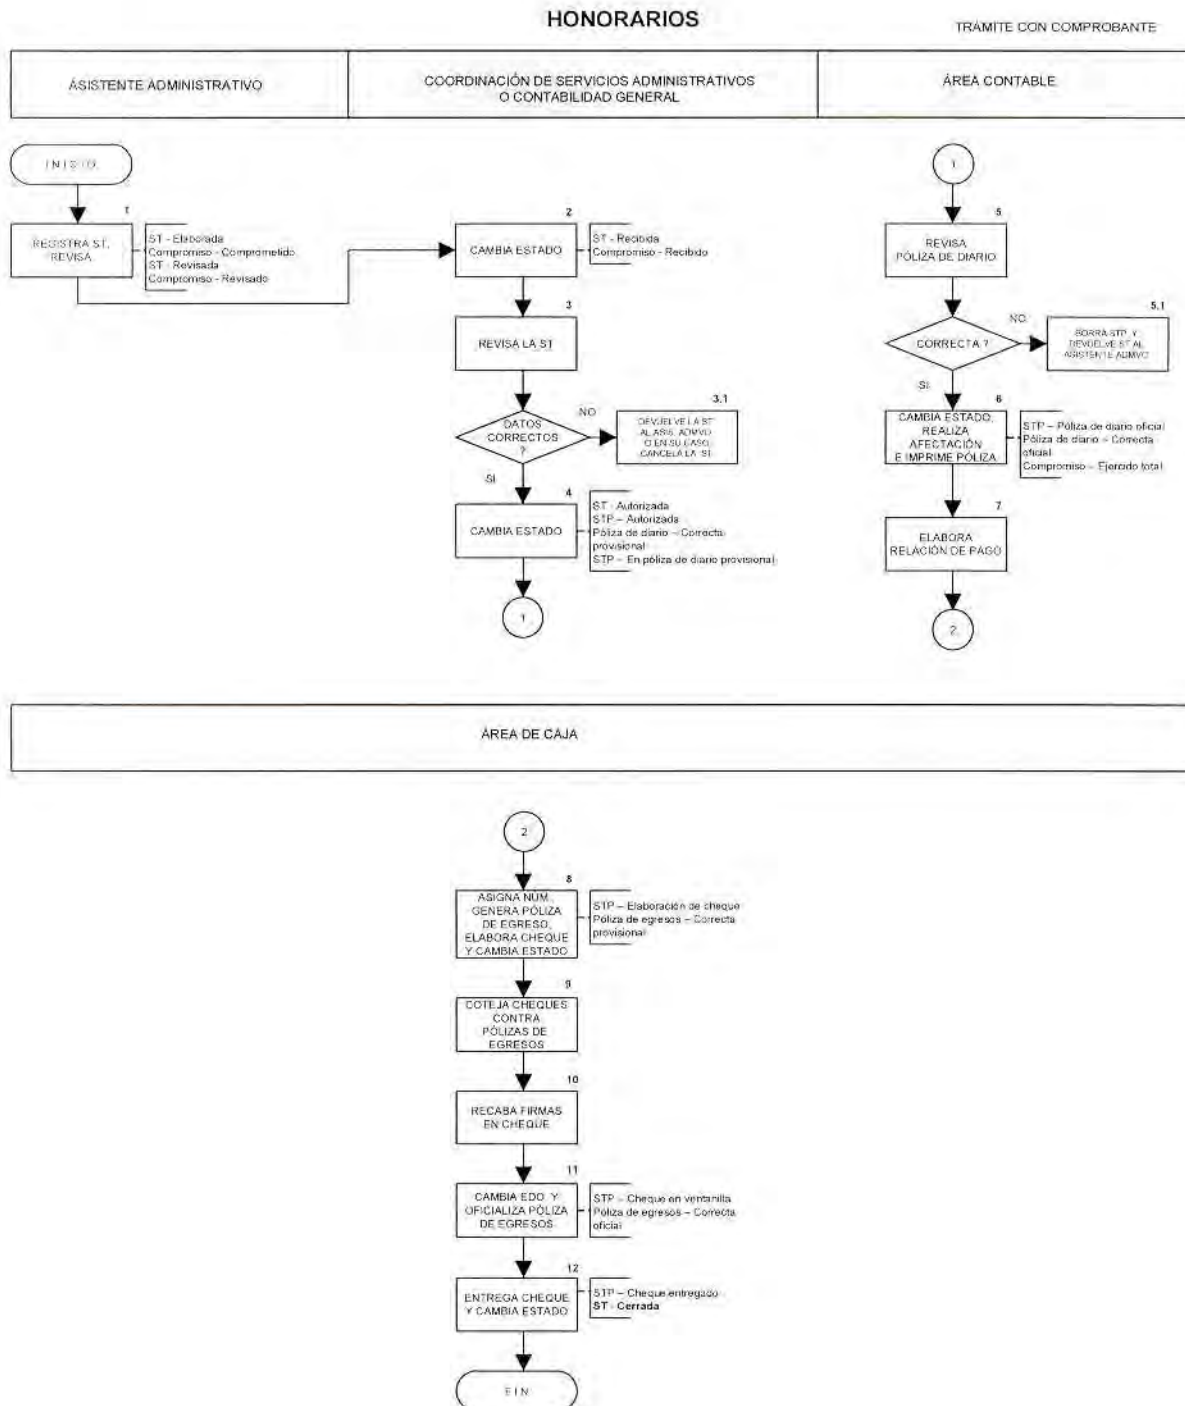 HONORARIOS
TRÁMITE CON COMPROBANTE
ÁSISTENTE ADMINISTRATIVO
COORDINACIÓN DE SERVICIOS ADMINISTRATIVOS
O CONTABILIDAD GENERAL
ÁREA CONTABLE
INICIO
1
REGISTRA ST,
REVISA
ST - Elaborada
Compromiso - Comprometido
ST - Revisada
Compromiso - Revisado
2
CAMBIA ESTADO
ST - Recibida
Compromiso - Recibido
3
REVISA LA ST
DATOS
CORRECTOS
?
NO
3.1
DEVUELVE LA ST
AL ASIS. ADMVO
O EN SU CASO,
CANCELA LA ST
SI
4
CAMBIA ESTADO
ST - Autorizada
STP – Autorizada
Póliza de diario – Correcta
provisional
STP – En póliza de diario provisional
1
1
5
REVISA
PÓLIZA DE DIARIO
CORRECTA ?
NO
5.1
BORRA STP Y
DEVUELVE ST AL
ASISTENTE ADMVO
SI
6
CAMBIA ESTADO,
REALIZA
AFECTACIÓN
E IMPRIME PÓLIZA
STP – Póliza de diario oficial
Póliza de diario – Correcta
oficial
Compromiso – Ejercido total
7
ELABORA
RELACIÓN DE PAGO
2
ÁREA DE CAJA
2
8
ASIGNA NÚM.,
GENERA PÓLIZA
DE EGRESO,
ELABORA CHEQUE
Y CAMBIA ESTADO
STP – Elaboración de cheque
Póliza de egresos – Correcta
provisional
9
COTEJA CHEQUES
CONTRA
PÓLIZAS DE
EGRESOS
10
RECABA FIRMAS
EN CHEQUE
11
CAMBIA EDO Y
OFICIALIZA PÓLIZA
DE EGRESOS
STP – Cheque en ventanilla
Póliza de egresos – Correcta
oficial
12
ENTREGA CHEQUE
Y CAMBIA ESTADO
STP – Cheque entregado
ST - Cerrada
FIN